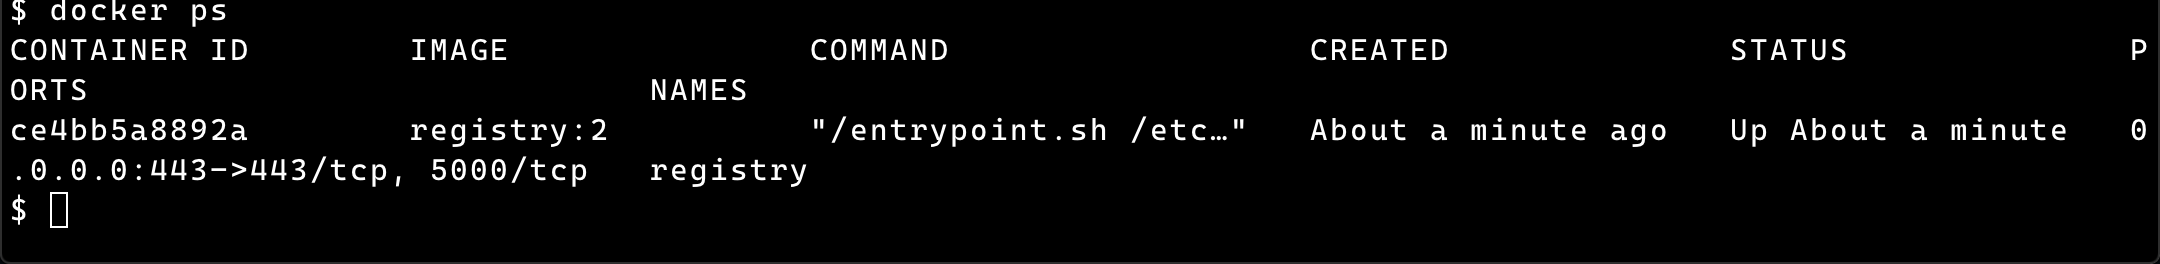 $ docker ps
CONTAINER ID        IMAGE               COMMAND                  CREATED              STATUS              P
ORTS                            NAMES
ce4bb5a8892a        registry:2          "/entrypoint.sh /etc…"   About a minute ago   Up About a minute   0
.0.0.0:443->443/tcp, 5000/tcp   registry
$